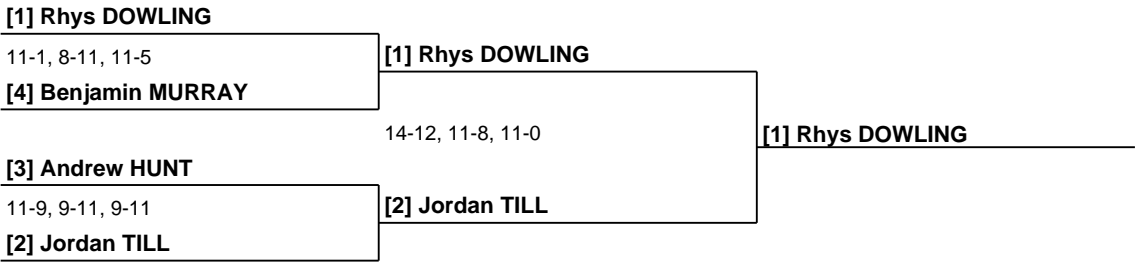 [1] Rhys DOWLING
11-1, 8-11, 11-5
[4] Benjamin MURRAY
[3] Andrew HUNT
11-9, 9-11, 9-11
[2] Jordan TILL
[1] Rhys DOWLING
14-12, 11-8, 11-0
[2] Jordan TILL
[1] Rhys DOWLING